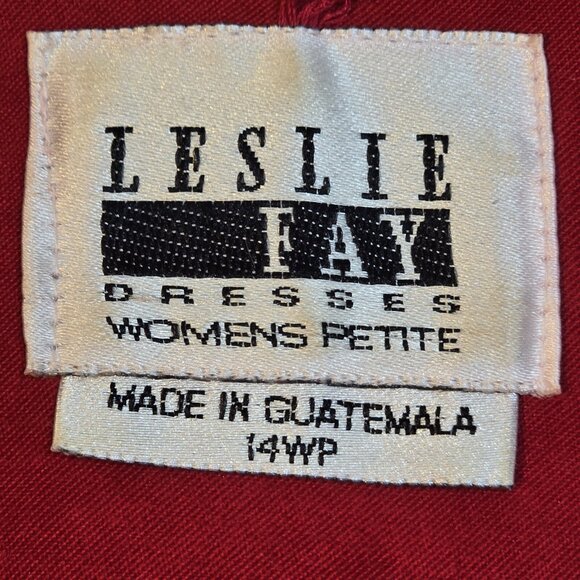 LESLIE
FAY
DRESSES
WOMENS PETITE
MADE IN GUATEMALA
14WP